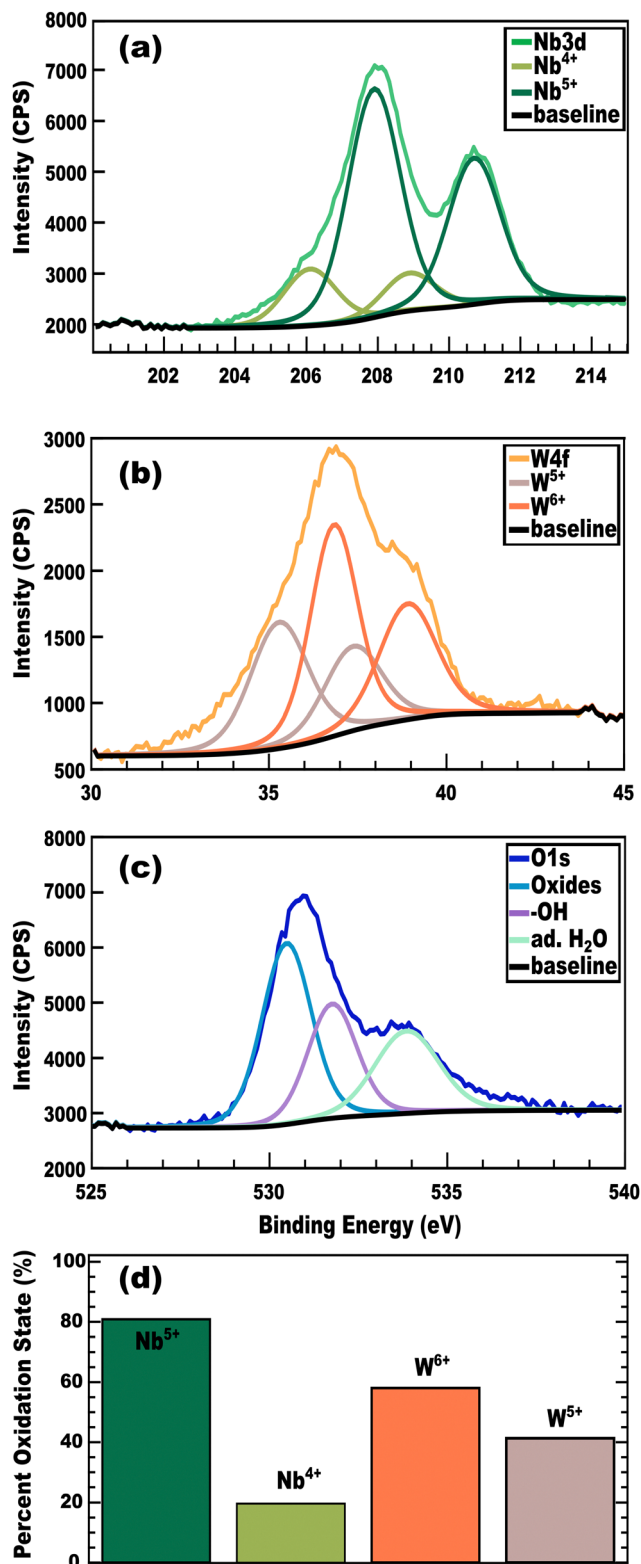 (a)
Nb3d
Nb⁴⁺
Nb⁵⁺
baseline
Intensity (CPS)
8000
7000
6000
5000
4000
3000
2000
202 204 206 208 210 212 214
(b)
W4f
W⁵⁺
W⁶⁺
baseline
Intensity (CPS)
3000
2500
2000
1500
1000
500
30 35 40 45
(c)
O1s
Oxides
-OH
ad. H₂O
baseline
Intensity (CPS)
8000
7000
6000
5000
4000
3000
2000
525 530 535 540
Binding Energy (eV)
(d)
Percent Oxidation State (%)
100
80
60
40
20
0
Nb⁵⁺
Nb⁴⁺
W⁶⁺
W⁵⁺